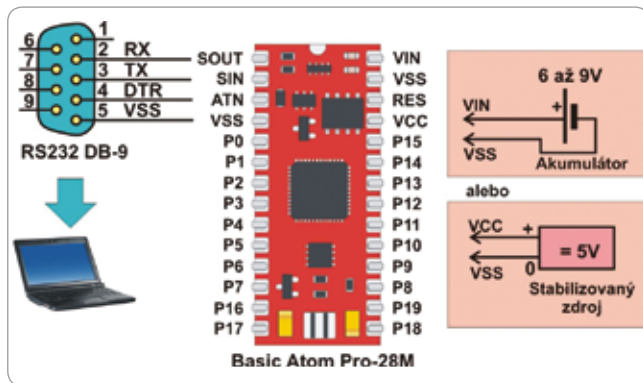 1
6
2 RX
7
3 TX
8
4 DTR
9
5 VSS
RS232 DB-9
SOUT
SIN
ATN
VSS
P0
P1
P2
P3
P4
P5
P6
P7
P16
P17
VIN
VSS
RES
VCC
P15
P14
P13
P12
P11
P10
P9
P8
P19
P18
Basic Atom Pro-28M
6 až 9V
VIN
+
VSS
Akumulátor
alebo
VCC +
= 5V
VSS 0
Stabilizovaný
zdroj